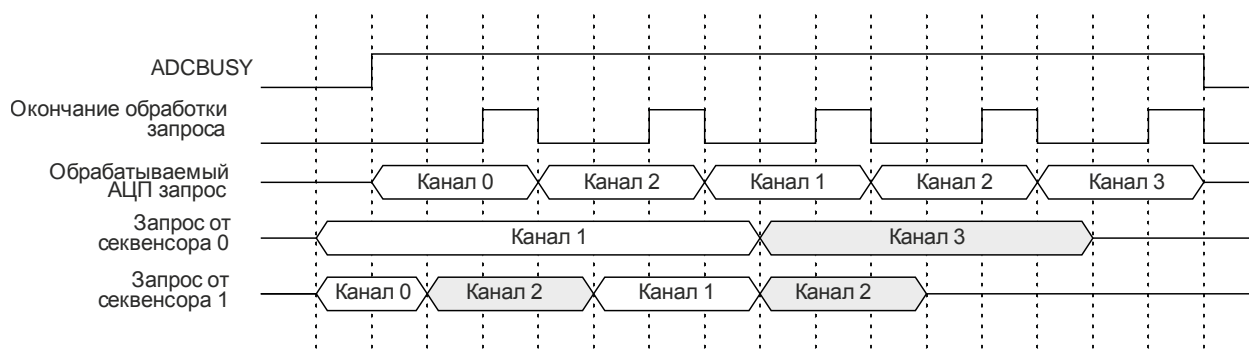 ADCBUSY
Окончание обработки
запроса
Обрабатываемый
АЦП запрос
Канал 0
Канал 2
Канал 1
Канал 2
Канал 3
Запрос от
секвенсора 0
Канал 1
Канал 3
Запрос от
секвенсора 1
Канал 0
Канал 2
Канал 1
Канал 2